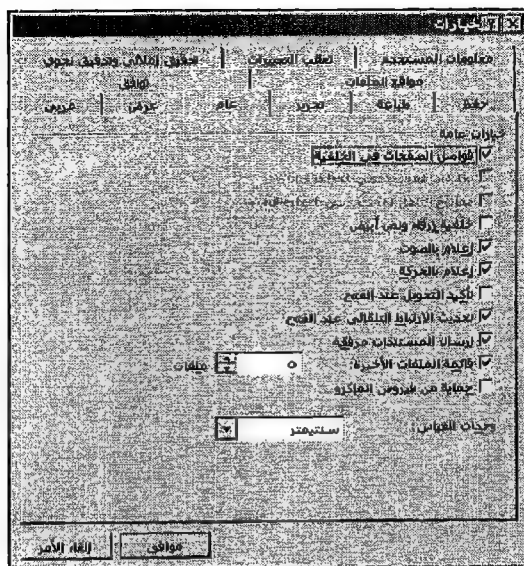 خيارات
معلومات المستخدم تعقب التغييرات تدقيق إملائي وتدقيق نحوي
مواقع الملفات توافق
حفظ طباعة تحرير عام عرض عربي
خيارات عامة
فواصل الصفحات في الخلفية
خلفية زرقاء ونص أبيض
إعلام بالصوت
إعلام بالحركة
تأكيد التحويل عند الفتح
تحديث الارتباط التلقائي عند الفتح
إرسال المستندات مرفقة
قائمة الملفات الأخيرة: ٥ ملفات
حماية من فيروس الماكرو
وحدات القياس: سنتيمتر
موافق إلغاء الأمر